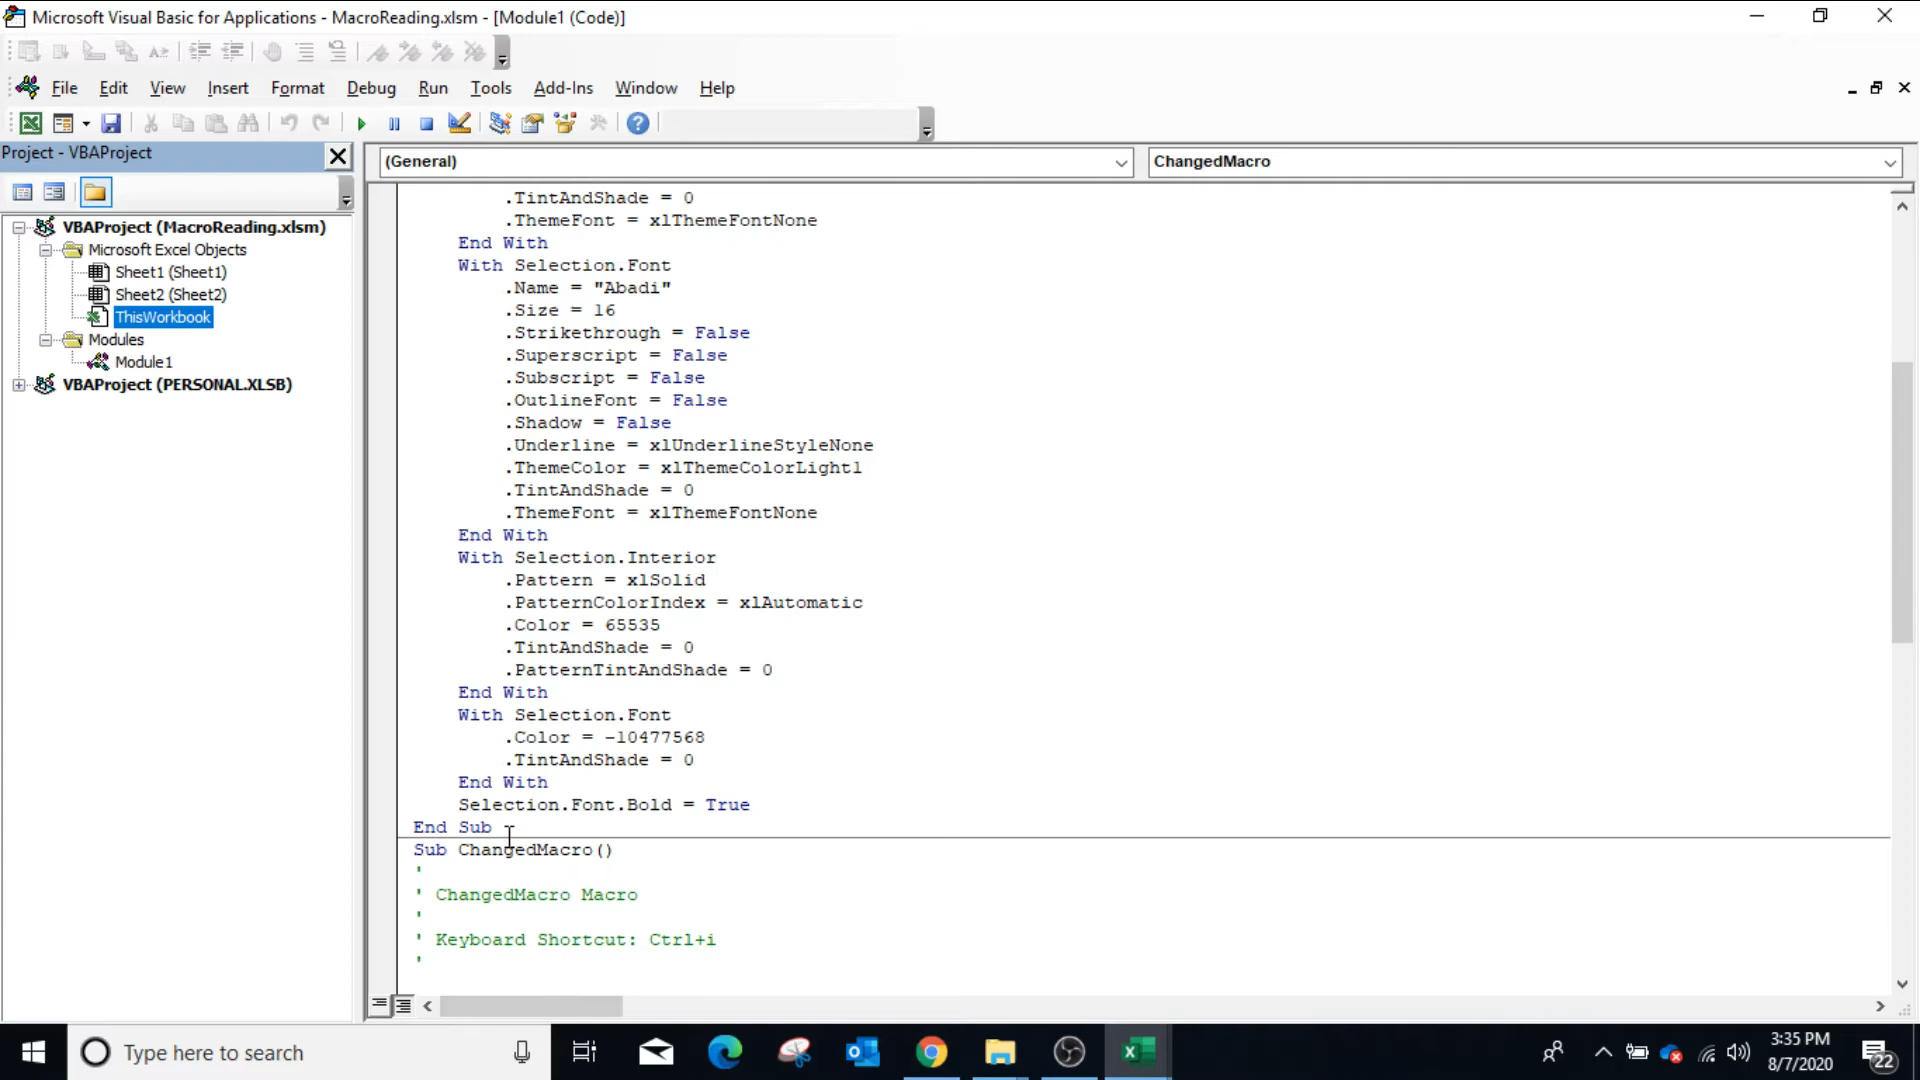 Microsoft Visual Basic for Applications - MacroReading.xlsm - [Module1 (Code)]
File Edit View Insert Format Debug Run Tools Add-Ins Window Help
Project - VBAProject
(General) ChangedMacro
VBAProject (MacroReading.xlsm)
Microsoft Excel Objects
Sheet1 (Sheet1)
Sheet2 (Sheet2)
ThisWorkbook
Modules
Module1
VBAProject (PERSONAL.XLSB)
.TintAndShade = 0
.ThemeFont = xlThemeFontNone
End With
With Selection.Font
.Name = "Abadi"
.Size = 16
.Strikethrough = False
.Superscript = False
.Subscript = False
.OutlineFont = False
.Shadow = False
.Underline = xlUnderlineStyleNone
.ThemeColor = xlThemeColorLight1
.TintAndShade = 0
.ThemeFont = xlThemeFontNone
End With
With Selection.Interior
.Pattern = xlSolid
.PatternColorIndex = xlAutomatic
.Color = 65535
.TintAndShade = 0
.PatternTintAndShade = 0
End With
With Selection.Font
.Color = -10477568
.TintAndShade = 0
End With
Selection.Font.Bold = True
End Sub
Sub ChangedMacro()
'
' ChangedMacro Macro
'
' Keyboard Shortcut: Ctrl+i
'
Type here to search
3:35 PM
8/7/2020
22